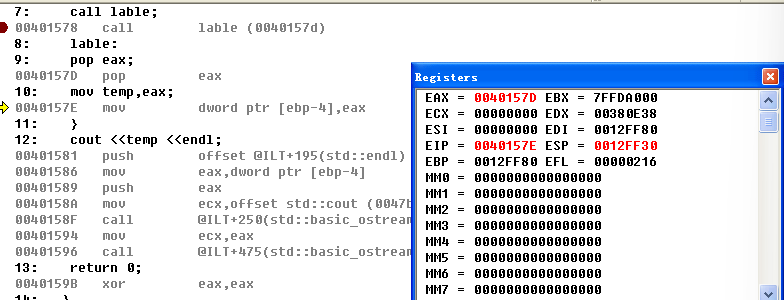 7: call lable;
00401578 call lable (0040157d)
8: lable:
9: pop eax;
0040157D pop eax
10: mov temp,eax;
0040157E mov dword ptr [ebp-4],eax
11: }
12: cout <<temp <<endl;
00401581 push offset @ILT+195(std::endl)
00401586 mov eax,dword ptr [ebp-4]
00401589 push eax
0040158A mov ecx,offset std::cout (0047b
0040158F call @ILT+250(std::basic_ostream
00401594 mov ecx,eax
00401596 call @ILT+475(std::basic_ostream
13: return 0;
0040159B xor eax,eax
14: }
Registers
EAX = 0040157D EBX = 7FFDA000
ECX = 00000000 EDX = 00380E38
ESI = 00000000 EDI = 0012FF80
EIP = 0040157E ESP = 0012FF30
EBP = 0012FF80 EFL = 00000216
MM0 = 0000000000000000
MM1 = 0000000000000000
MM2 = 0000000000000000
MM3 = 0000000000000000
MM4 = 0000000000000000
MM5 = 0000000000000000
MM6 = 0000000000000000
MM7 = 0000000000000000